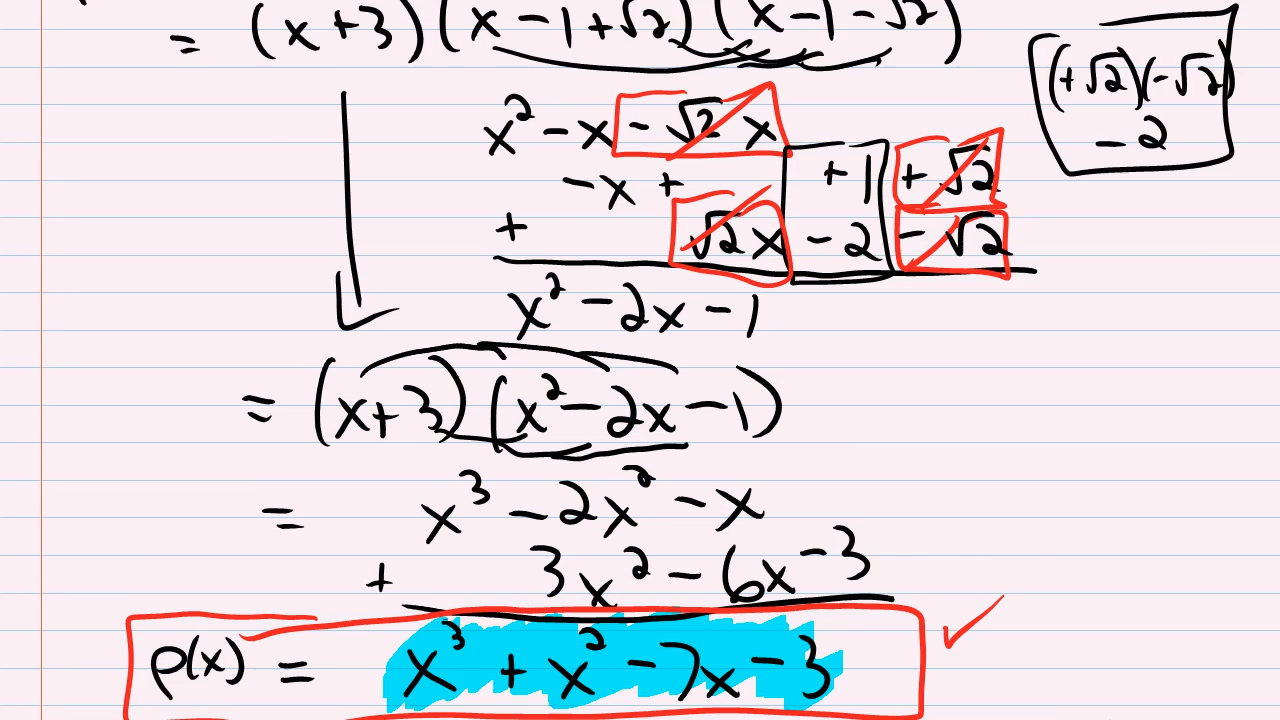 = (x+3)(x-1+√2)(x-1-√2)
(+√2)(-√2)
-2
x² - x - √2 x
-x + +1 +√2
+ √2x -2 -√2
x² - 2x - 1
= (x+3)(x² - 2x - 1)
= x³ - 2x² - x
+ 3x² - 6x - 3
p(x) = x³ + x² - 7x - 3